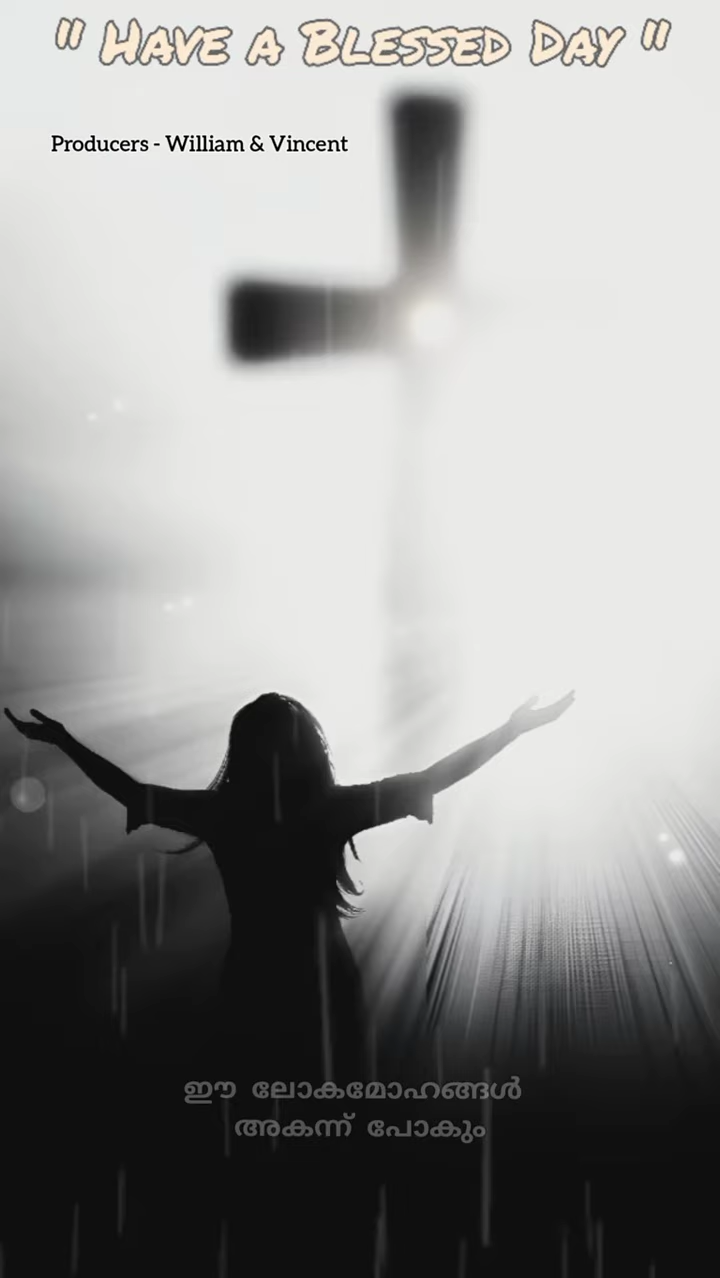 " Have a Blessed Day "
Producers - William & Vincent
ഈ ലോകമോഹങ്ങൾ
അകന്ന് പോകും